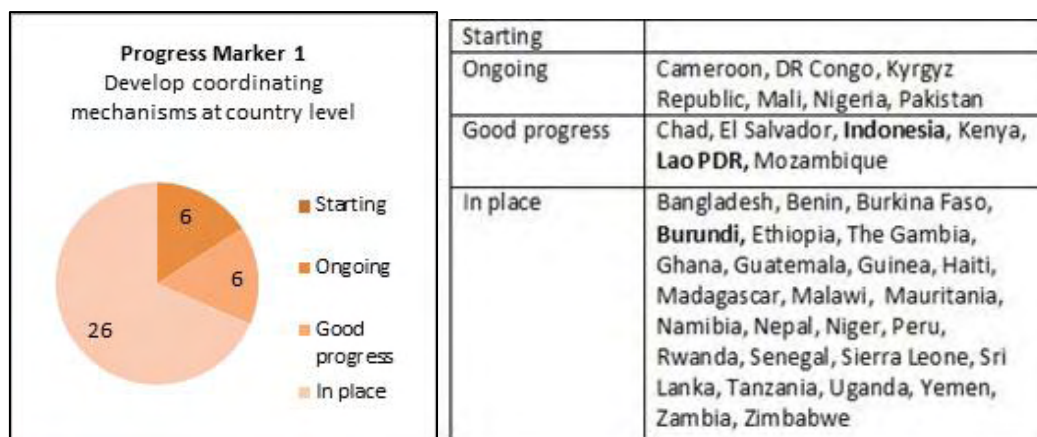 Progress Marker 1
Develop coordinating
mechanisms at country level
6
6
26
Starting
Ongoing
Good
progress
In place
Starting
Ongoing
Cameroon, DR Congo, Kyrgyz
Republic, Mali, Nigeria, Pakistan
Good progress
Chad, El Salvador, Indonesia, Kenya,
Lao PDR, Mozambique
In place
Bangladesh, Benin, Burkina Faso,
Burundi, Ethiopia, The Gambia,
Ghana, Guatemala, Guinea, Haiti,
Madagascar, Malawi, Mauritania,
Namibia, Nepal, Niger, Peru,
Rwanda, Senegal, Sierra Leone, Sri
Lanka, Tanzania, Uganda, Yemen,
Zambia, Zimbabwe